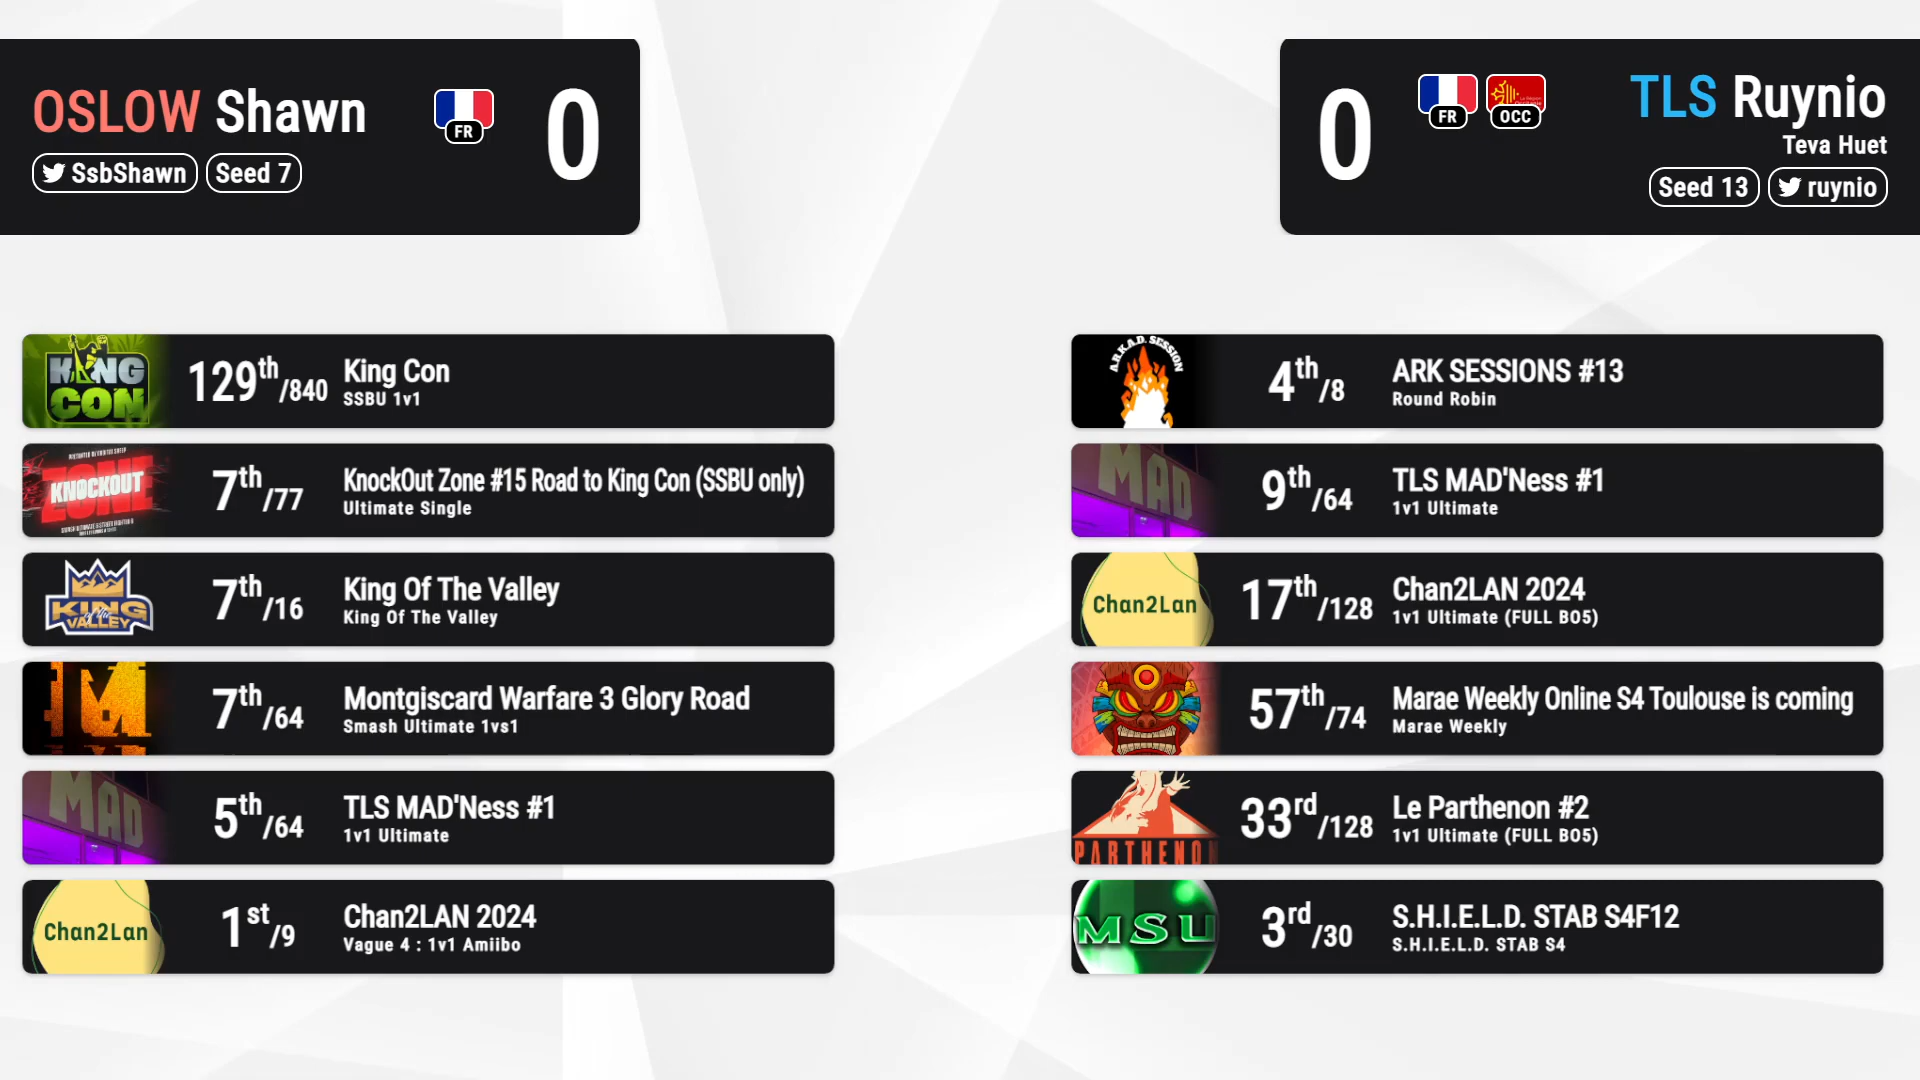 OSLOW Shawn
FR
0
SsbShawn
Seed 7
0
FR
OCC
TLS Ruynio
Teva Huet
Seed 13
ruynio
KING CON
129th/840
King Con
SSBU 1v1
ZONE
KNOCKOUT
7th/77
KnockOut Zone #15 Road to King Con (SSBU only)
Ultimate Single
KING of the VALLEY
7th/16
King Of The Valley
King Of The Valley
M
7th/64
Montgiscard Warfare 3 Glory Road
Smash Ultimate 1vs1
MAD
5th/64
TLS MAD'Ness #1
1v1 Ultimate
Chan2Lan
1st/9
Chan2LAN 2024
Vague 4 : 1v1 Amiibo
A.R.K.A.D. SESSION
4th/8
ARK SESSIONS #13
Round Robin
MAD
9th/64
TLS MAD'Ness #1
1v1 Ultimate
Chan2Lan
17th/128
Chan2LAN 2024
1v1 Ultimate (FULL BO5)
57th/74
Marae Weekly Online S4 Toulouse is coming
Marae Weekly
PARTHENON
33rd/128
Le Parthenon #2
1v1 Ultimate (FULL BO5)
MSU
3rd/30
S.H.I.E.L.D. STAB S4F12
S.H.I.E.L.D. STAB S4